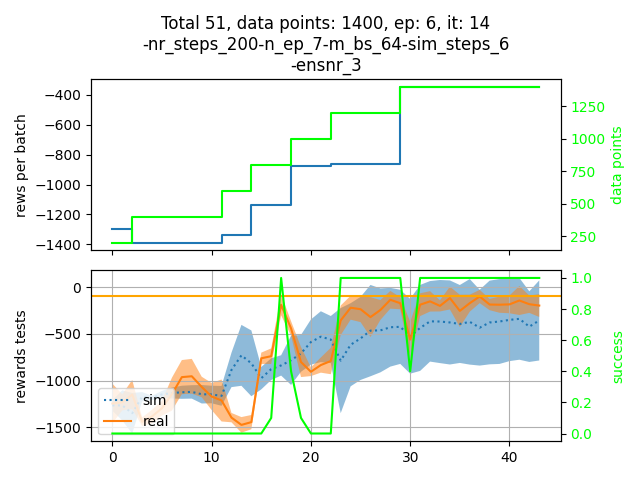 Total 51, data points: 1400, ep: 6, it: 14
-nr_steps_200-n_ep_7-m_bs_64-sim_steps_6
-ensnr_3
rews per batch
−400
−600
−800
−1000
−1200
−1400
1250
1000
750
500
250
data points
rewards tests
0
−500
−1000
−1500
sim
real
1.0
0.8
0.6
0.4
0.2
0.0
success
0
10
20
30
40